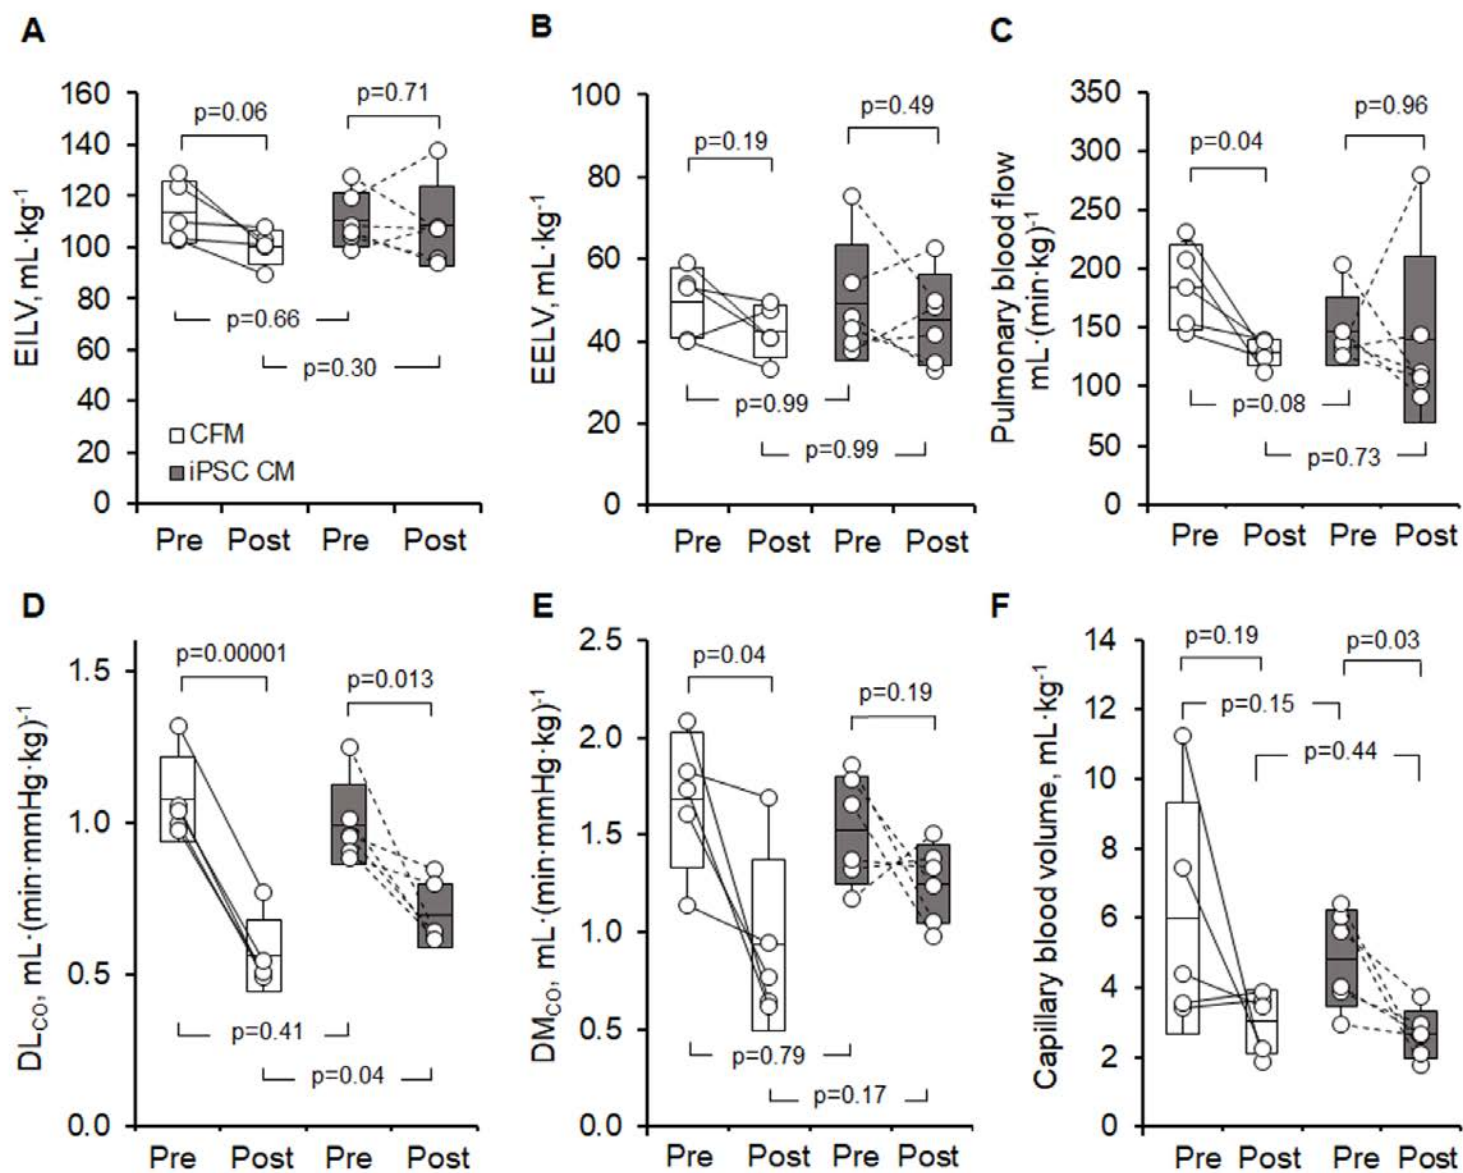 A
EILV, mL·kg-1
160
140
120
100
80
60
40
20
0
p=0.06
p=0.71
p=0.66
p=0.30
CFM
iPSC CM
Pre Post Pre Post
B
EELV, mL·kg-1
100
80
60
40
20
0
p=0.19
p=0.49
p=0.99
p=0.99
Pre Post Pre Post
C
Pulmonary blood flow
mL·(min·kg)-1
350
300
250
200
150
100
50
0
p=0.04
p=0.96
p=0.08
p=0.73
Pre Post Pre Post
D
DLCO, mL·(min·mmHg·kg)-1
1.5
1.0
0.5
0.0
p=0.00001
p=0.013
p=0.41
p=0.04
Pre Post Pre Post
E
DMCO, mL·(min·mmHg·kg)-1
2.5
2.0
1.5
1.0
0.5
0.0
p=0.04
p=0.19
p=0.79
p=0.17
Pre Post Pre Post
F
Capillary blood volume, mL·kg-1
14
12
10
8
6
4
2
0
p=0.19
p=0.03
p=0.15
p=0.44
Pre Post Pre Post